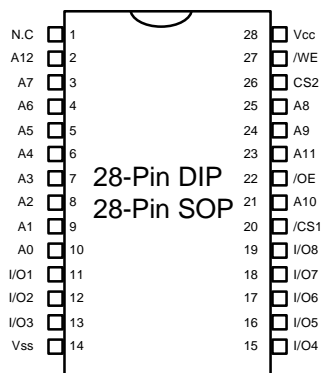 N.C 1 28 Vcc
A12 2 27 /WE
A7 3 26 CS2
A6 4 25 A8
A5 5 24 A9
A4 6 23 A11
A3 7 28-Pin DIP 22 /OE
A2 8 28-Pin SOP 21 A10
A1 9 20 /CS1
A0 10 19 I/O8
I/O1 11 18 I/O7
I/O2 12 17 I/O6
I/O3 13 16 I/O5
Vss 14 15 I/O4